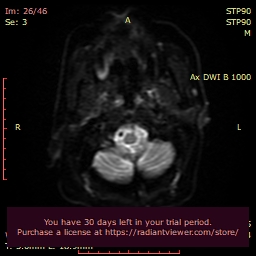 Im: 26/46
Se: 3
A
STP90
STP90
M
Ax DWI B 1000
R
L
You have 30 days left in your trial period.
Purchase a license at https://radiantviewer.com/store/